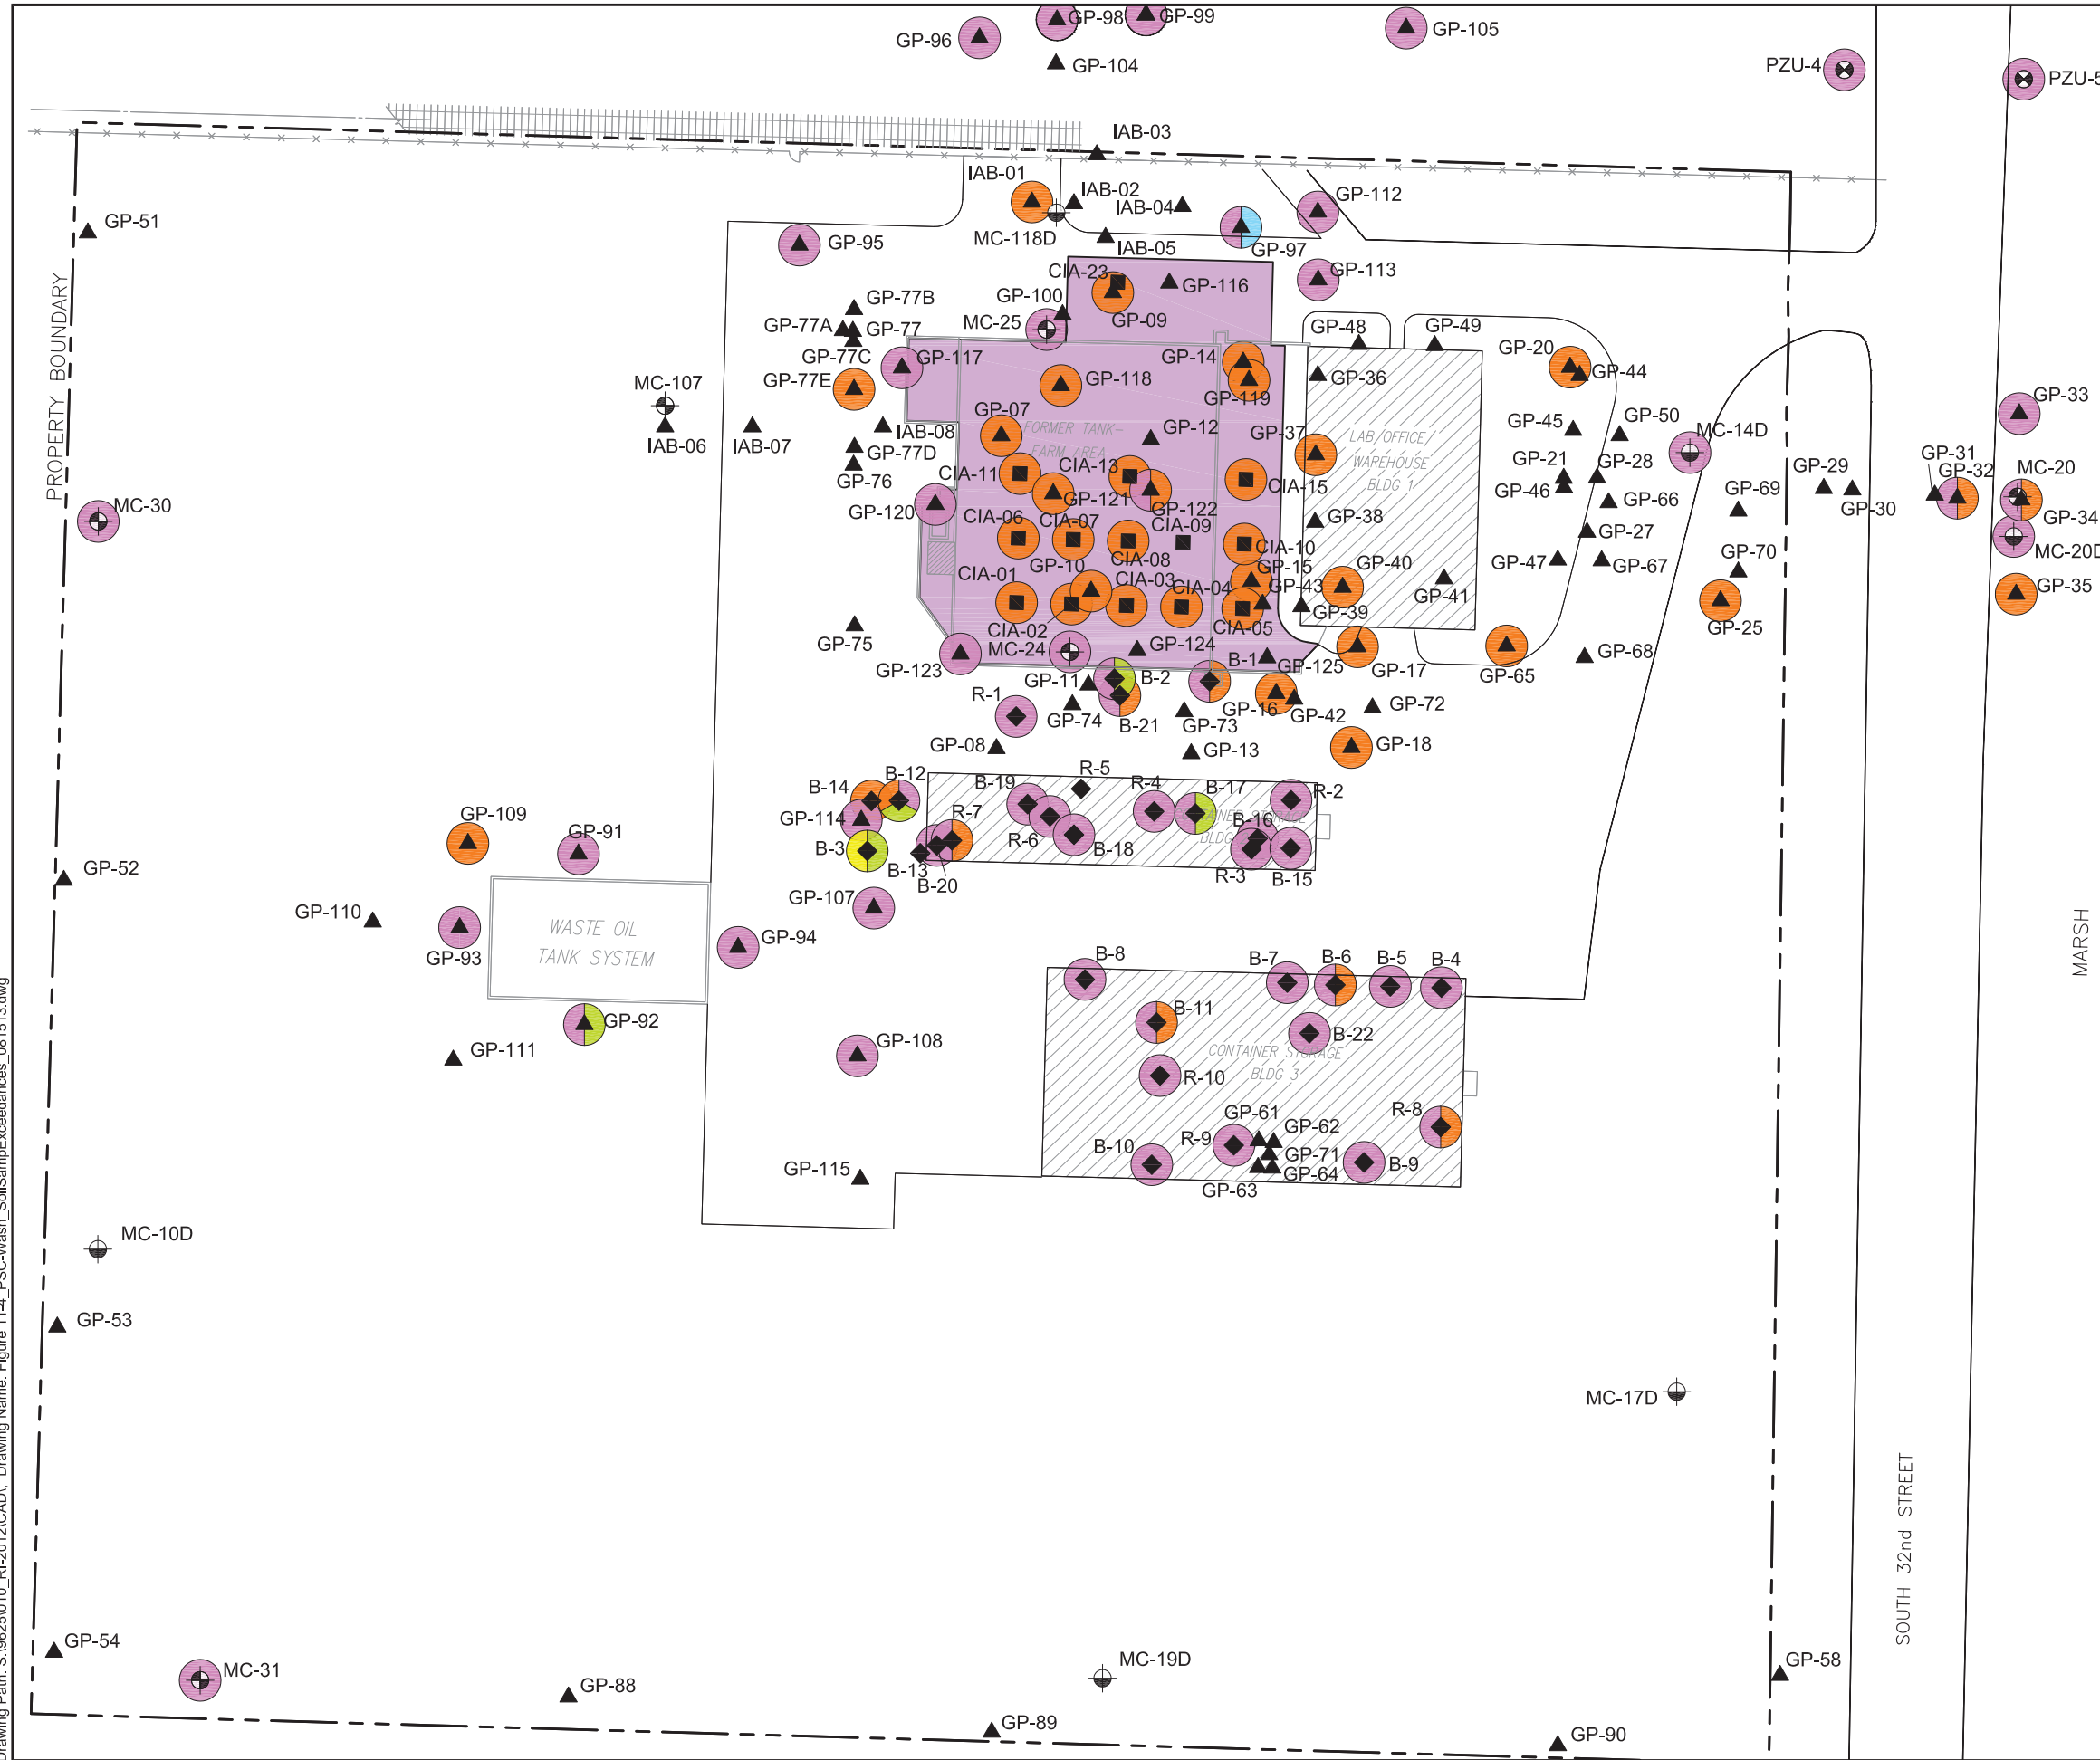 GP-96
GP-98
GP-99
GP-105
GP-104
PZU-4
PZU-5
IAB-03
IAB-01
IAB-02
IAB-04
GP-112
GP-51
MC-118D
IAB-05
GP-97
GP-95
CIA-23
GP-116
GP-113
PROPERTY BOUNDARY
GP-77B
GP-100
GP-09
GP-77A
GP-77
MC-25
GP-48
GP-49
GP-77C
GP-117
GP-14
GP-20
GP-77E
GP-118
GP-36
GP-44
MC-107
GP-119
GP-07
FORMER TANK-
FARM AREA
GP-12
GP-37
LAB/OFFICE/
WAREHOUSE
BLDG 1
GP-45
GP-50
GP-33
IAB-06
IAB-07
IAB-08
GP-77D
GP-76
CIA-11
CIA-13
CIA-15
MC-14D
GP-21
GP-28
GP-46
GP-29
GP-30
GP-31
GP-32
MC-20
GP-34
MC-20D
MC-30
GP-120
GP-121
GP-122
GP-66
GP-69
CIA-06
CIA-07
CIA-09
GP-38
GP-27
CIA-08
CIA-10
GP-10
GP-15
GP-40
GP-47
GP-67
GP-70
CIA-01
CIA-03
CIA-04
GP-43
GP-39
GP-41
GP-35
GP-25
CIA-02
CIA-05
GP-75
MC-24
GP-124
B-1
GP-125
GP-17
GP-65
GP-68
GP-123
GP-11
B-2
R-1
GP-74
B-21
GP-73
GP-16
GP-42
GP-72
GP-08
GP-13
GP-18
B-14
B-12
B-19
R-5
R-4
B-17
R-2
GP-109
GP-91
GP-114
R-7
R-6
B-18
B-16
B-3
B-13
B-20
R-3
B-15
GP-52
GP-110
GP-93
WASTE OIL
TANK SYSTEM
GP-107
GP-94
MARSH
B-8
B-7
B-6
B-5
B-4
GP-92
B-11
B-22
GP-111
GP-108
CONTAINER STORAGE
BLDG 3
R-10
GP-61
GP-62
R-8
B-10
R-9
GP-71
GP-64
B-9
GP-63
GP-115
MC-10D
GP-53
MC-17D
SOUTH 32nd STREET
GP-54
MC-31
GP-88
MC-19D
GP-58
GP-89
GP-90